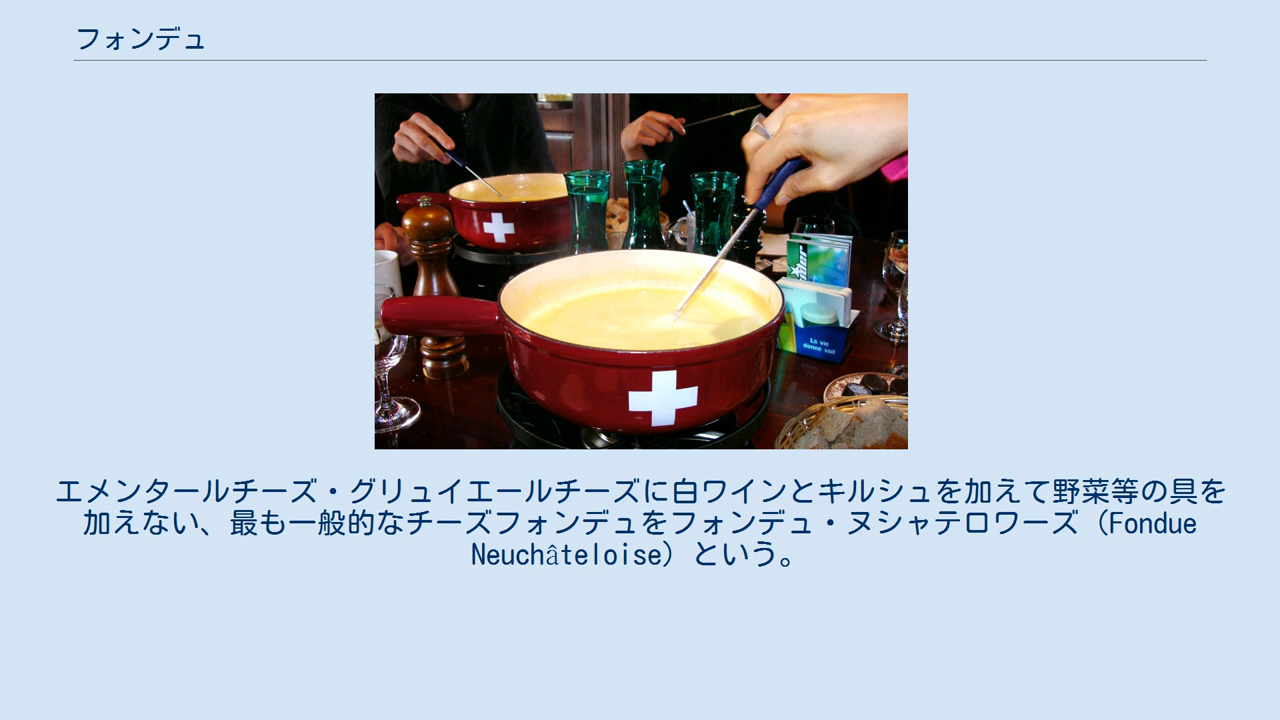 フォンデュ
La vie
donne soif
エメンタールチーズ・グリュイエールチーズに白ワインとキルシュを加えて野菜等の具を
加えない、最も一般的なチーズフォンデュをフォンデュ・ヌシャテロワーズ（Fondue
Neuchâteloise）という。